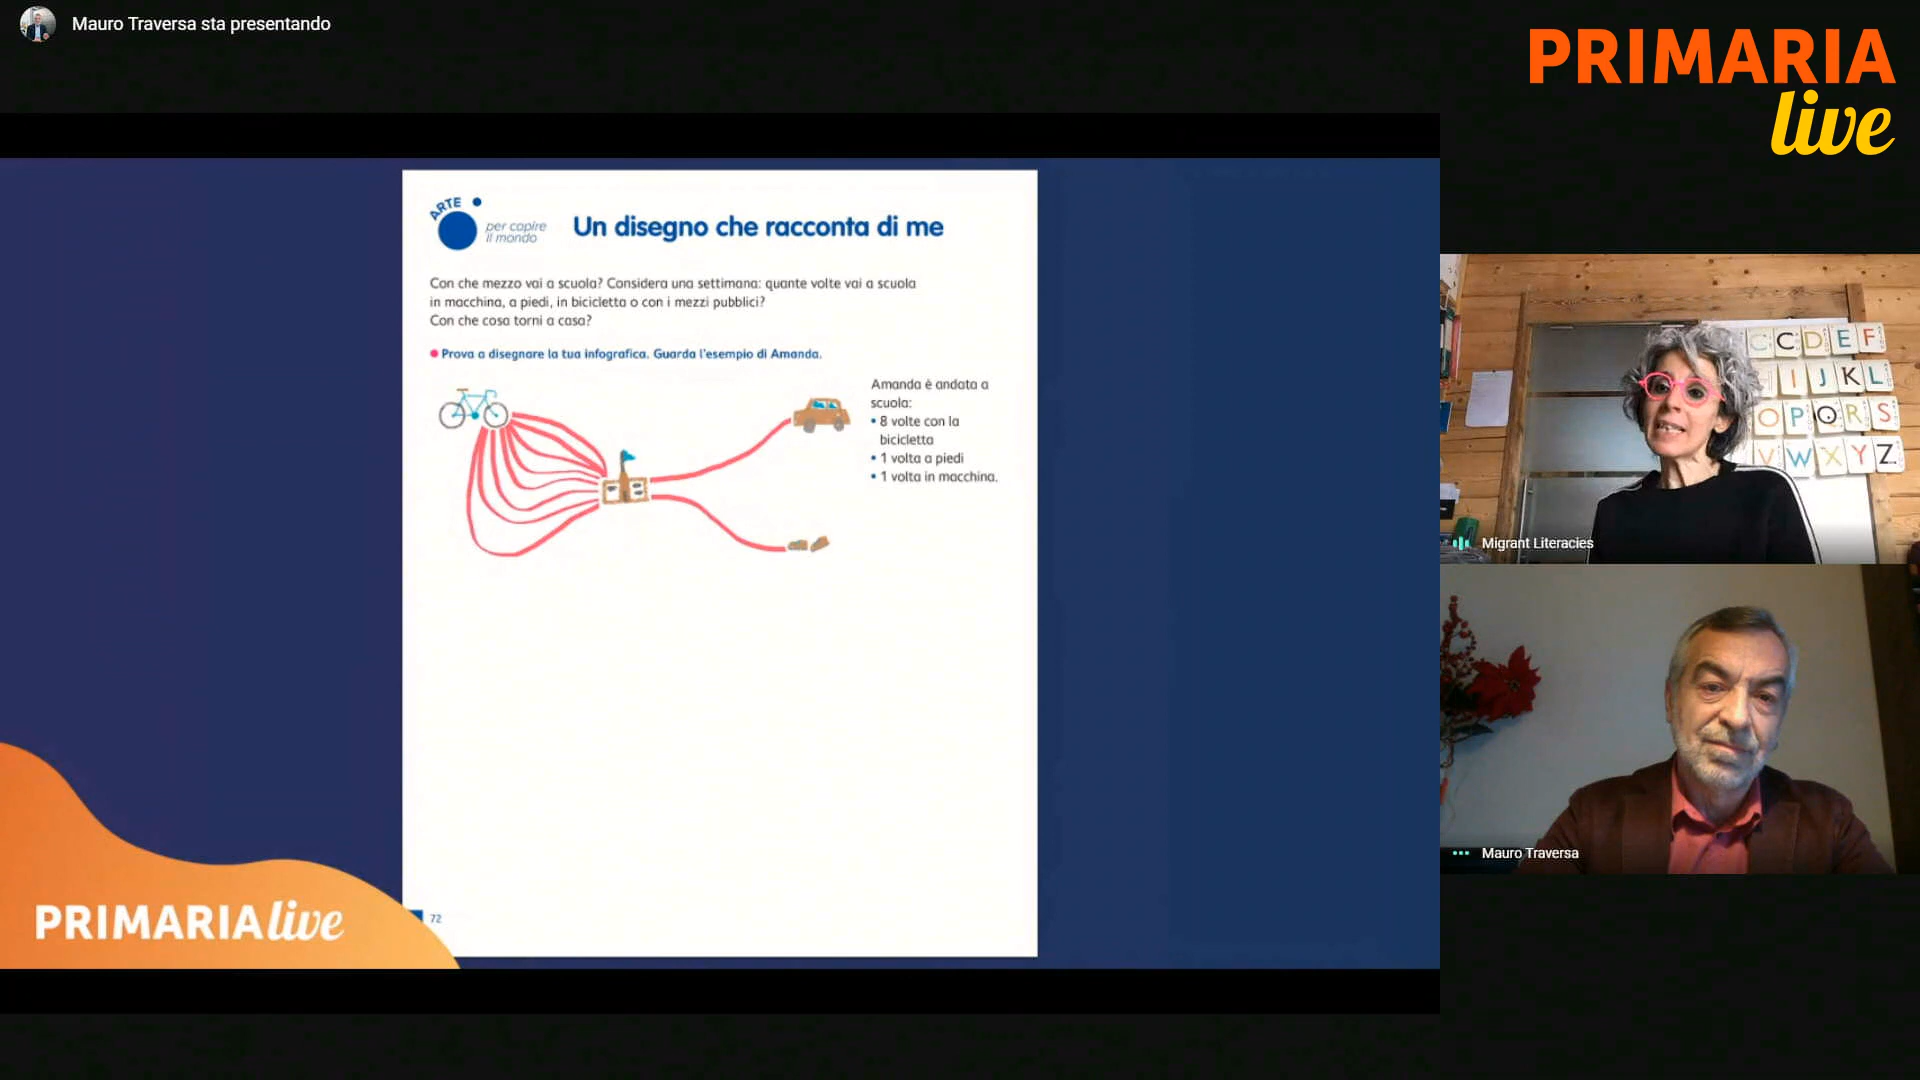 Mauro Traversa sta presentando
PRIMARIA
live
ARTE
per capire
il mondo
Un disegno che racconta di me
Con che mezzo vai a scuola? Considera una settimana: quante volte vai a scuola
in macchina, a piedi, in bicicletta o con i mezzi pubblici?
Con che cosa torni a casa?
Prova a disegnare la tua infografica. Guarda l'esempio di Amanda.
Amanda è andata a
scuola:
• 8 volte con la
bicicletta
• 1 volta a piedi
• 1 volta in macchina.
72
PRIMARIA live
C C D E F
I J K L
O P Q R S
V W X Y Z
Migrant Literacies
Mauro Traversa